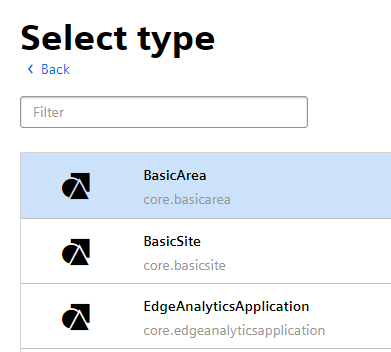 Select type
Back
Filter
BasicArea
core.basicarea
BasicSite
core.basicsite
EdgeAnalyticsApplication
core.edgeanalyticsapplication